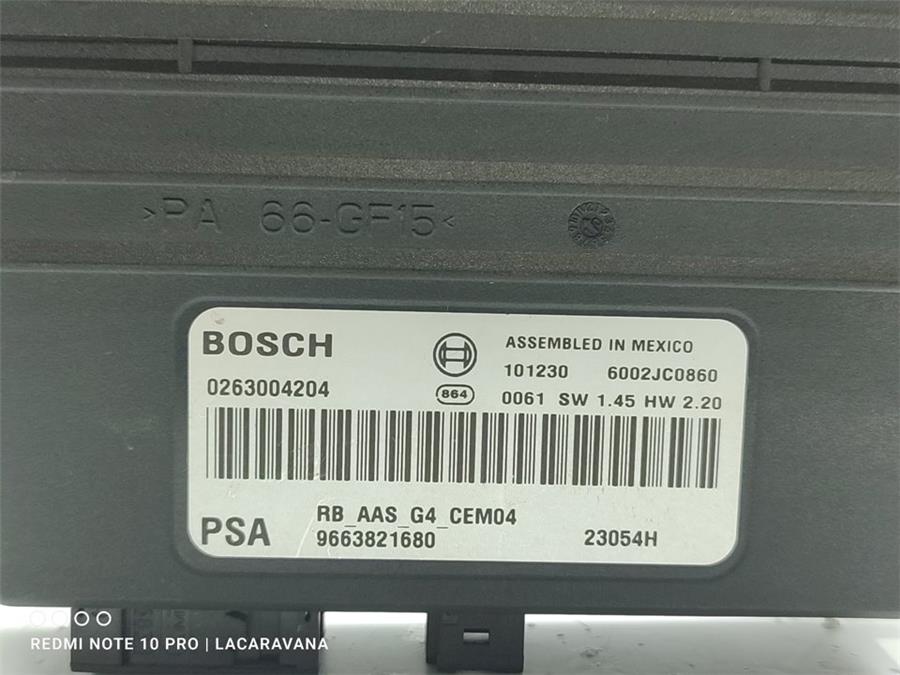 >PA 66-GF15<
BOSCH
ASSEMBLED IN MEXICO
101230 6002JC0860
0263004204
864
0061 SW 1.45 HW 2.20
RB_AAS_G4_CEM04
PSA
9663821680
23054H
REDMI NOTE 10 PRO | LACARAVANA